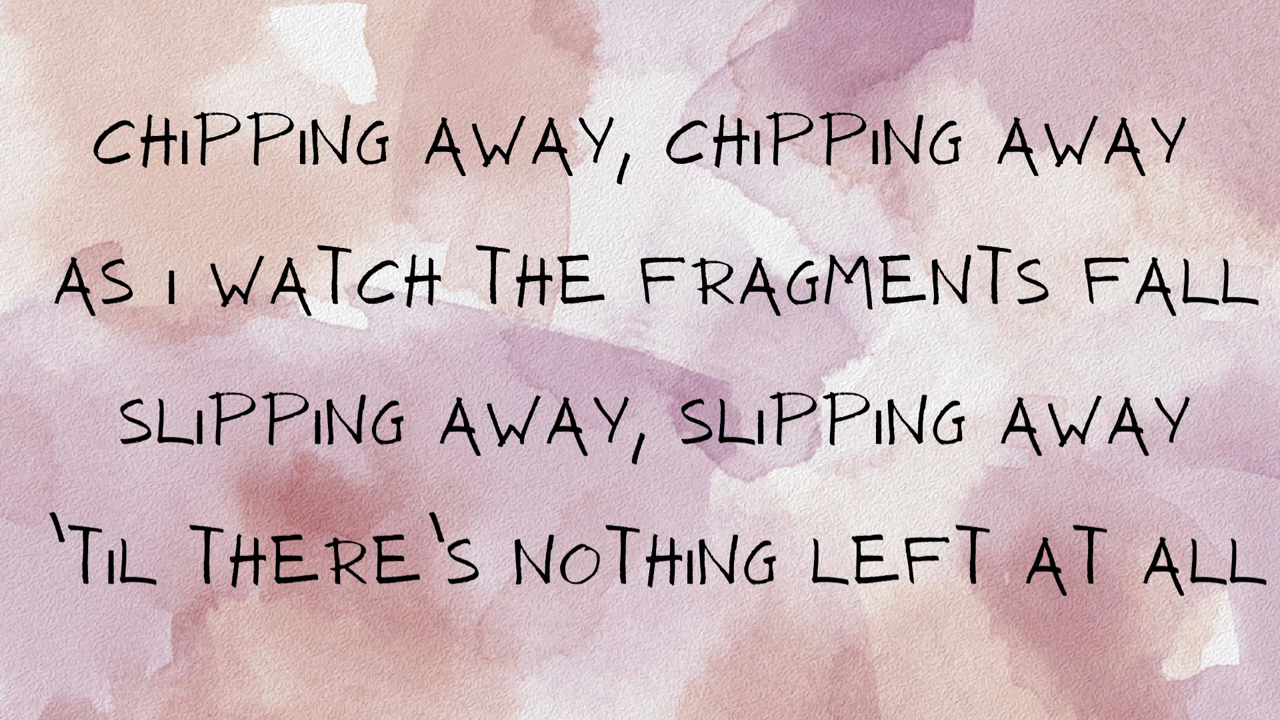 CHiPPiNG AWAY, CHiPPiNG AWAY
AS i WATCH THE FRAGMENTS FALL
SLiPPiNG AWAY, SLiPPiNG AWAY
'TiL THERE'S NOTHiNG LEFT AT ALL